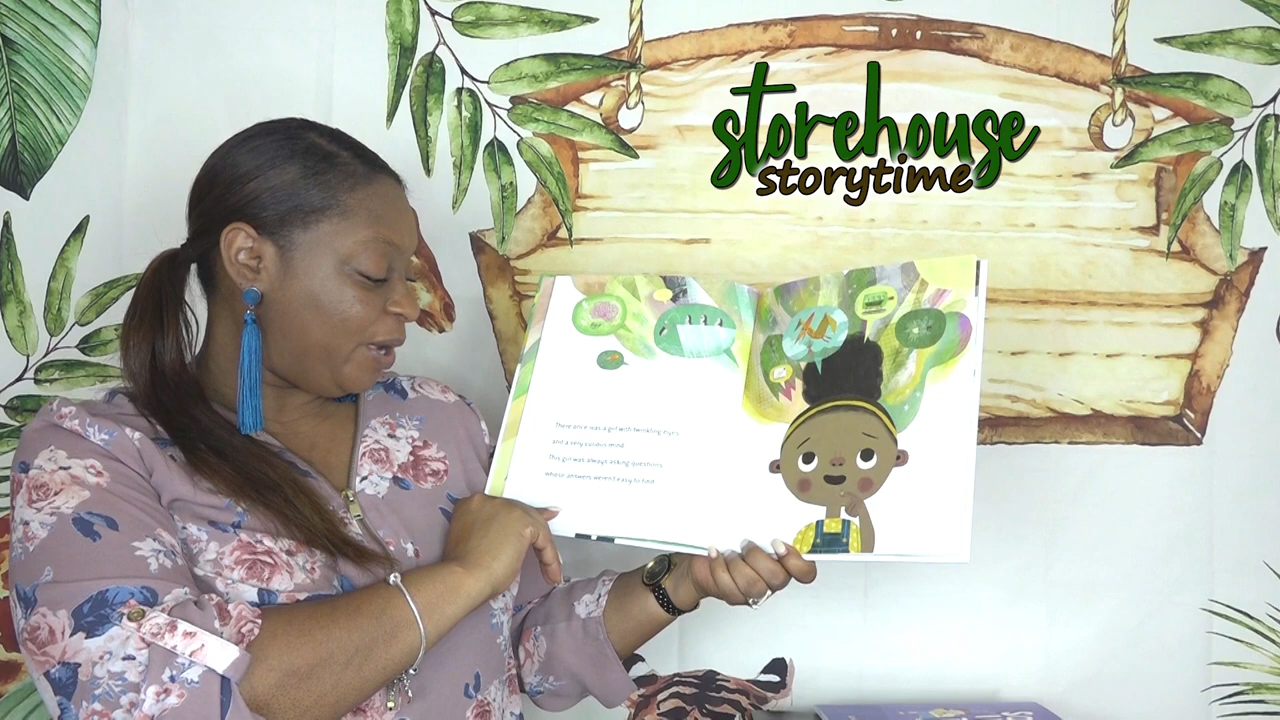 storehouse
storytime
There once was a girl with twinkling eyes
and a very curious mind.
This girl was always asking questions
whose answers weren't easy to find.